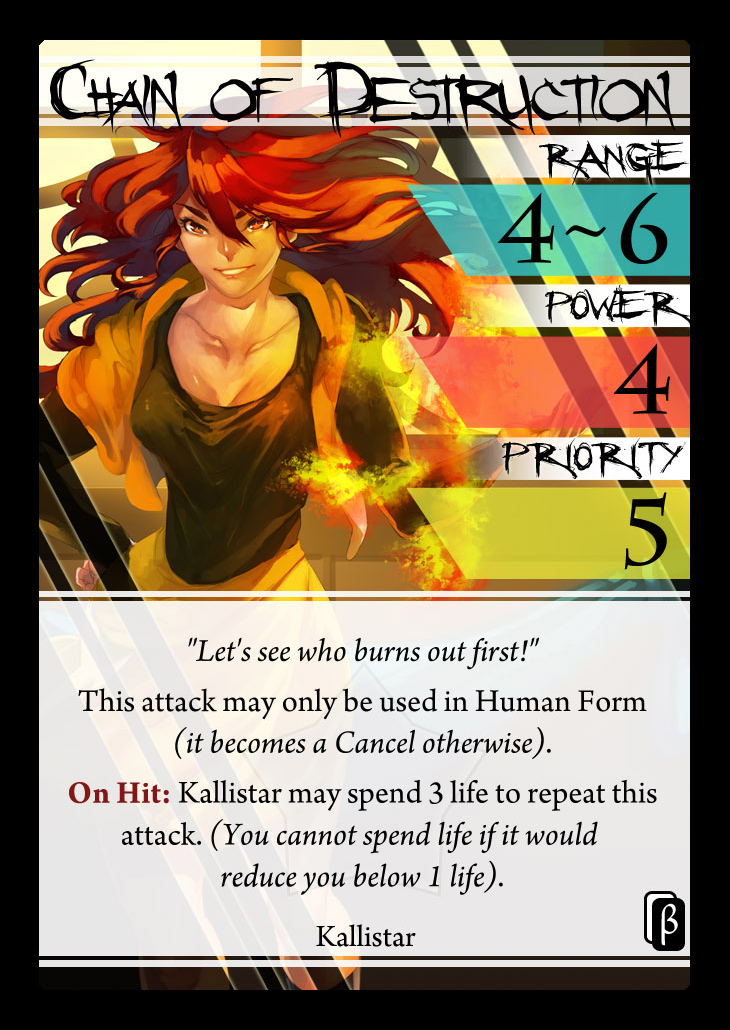 Chain of Destruction
Range
4~6
Power
4
Priority
5
"Let's see who burns out first!"
This attack may only be used in Human Form
(it becomes a Cancel otherwise).
On Hit: Kallistar may spend 3 life to repeat this
attack. (You cannot spend life if it would
reduce you below 1 life).
β
Kallistar